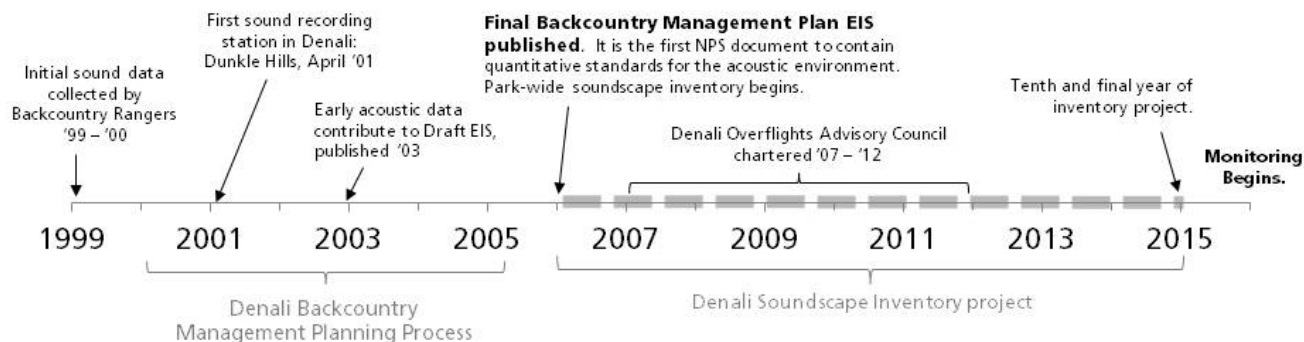 Initial sound data
collected by
Backcountry Rangers
'99 – '00
First sound recording
station in Denali:
Dunkle Hills, April '01
Early acoustic data
contribute to Draft EIS,
published '03
Final Backcountry Management Plan EIS
published. It is the first NPS document to contain
quantitative standards for the acoustic environment.
Park-wide soundscape inventory begins.
Denali Overflights Advisory Council
chartered '07 – '12
Tenth and final year of
inventory project.
Monitoring
Begins.
1999 2001 2003 2005 2007 2009 2011 2013 2015
Denali Backcountry
Management Planning Process
Denali Soundscape Inventory project